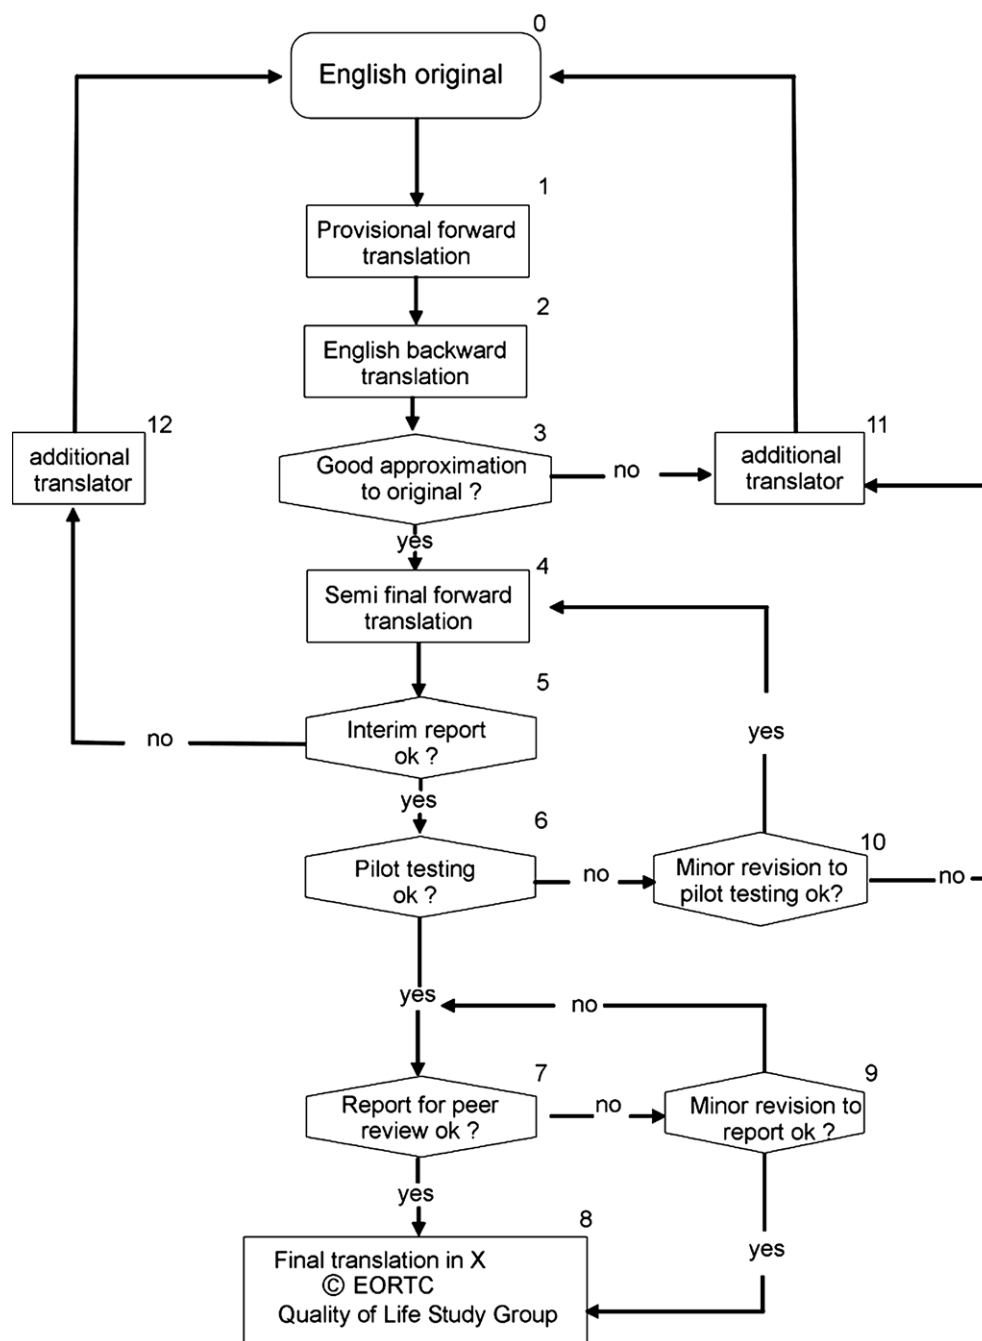 0
English original
1
Provisional forward
translation
2
English backward
translation
12
additional
translator
3
Good approximation
to original ?
no
11
additional
translator
yes
4
Semi final forward
translation
5
Interim report
ok ?
no
yes
yes
6
Pilot testing
ok ?
no
10
Minor revision to
pilot testing ok?
no
yes
no
7
Report for peer
review ok ?
no
9
Minor revision to
report ok ?
yes
yes
8
Final translation in X
© EORTC
Quality of Life Study Group